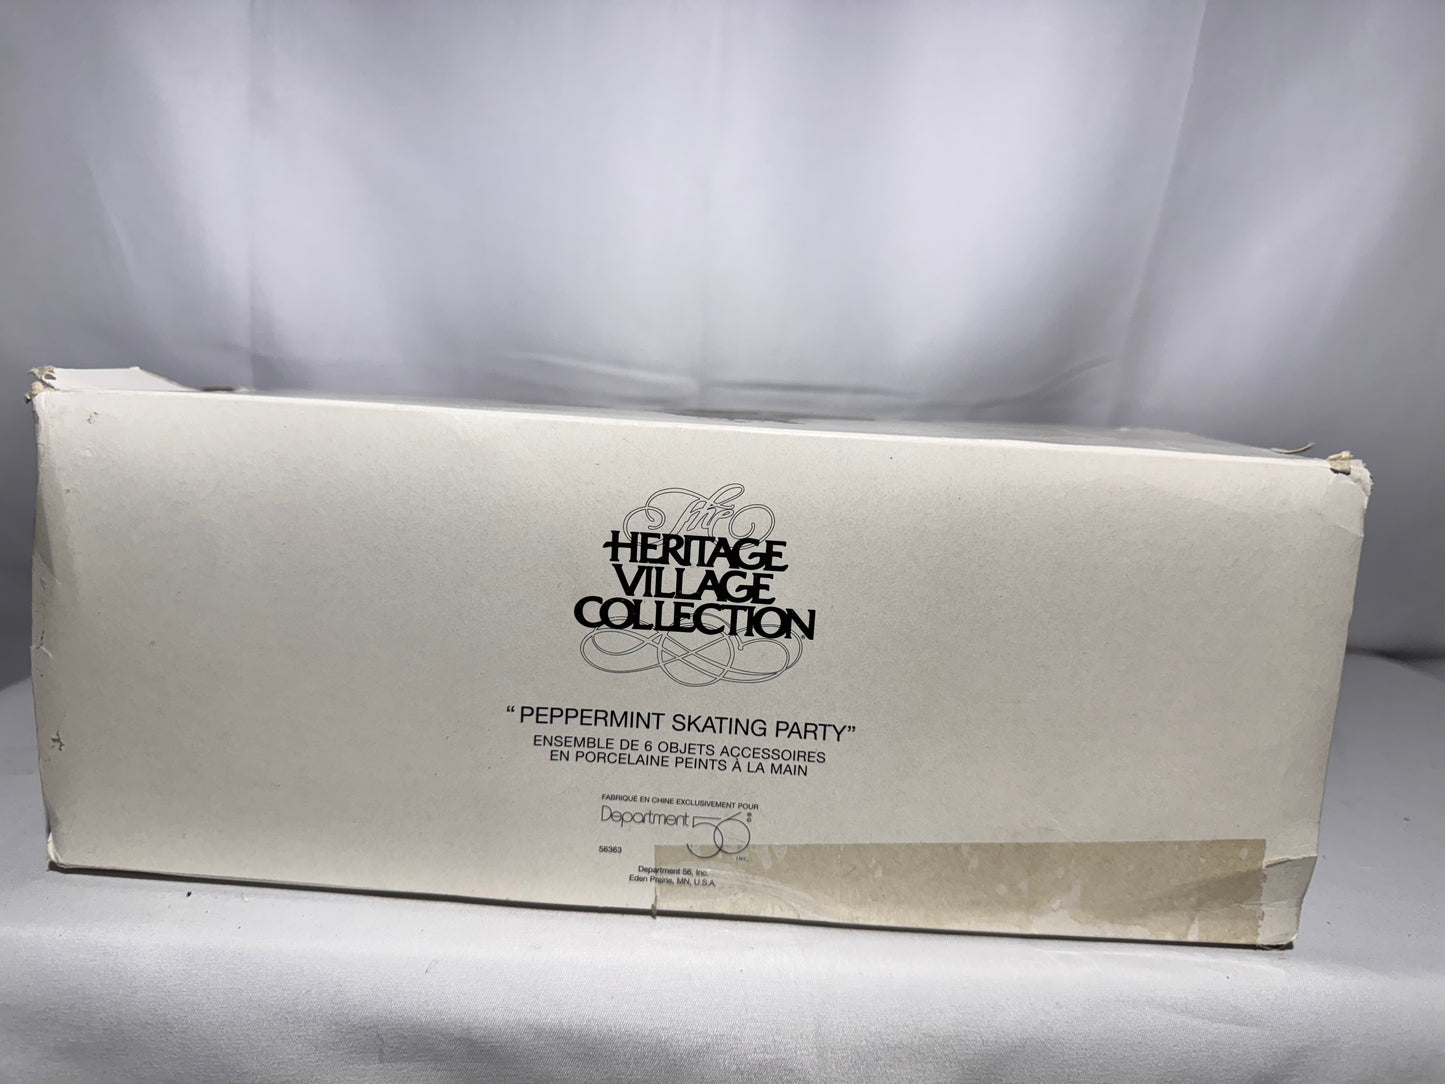 The
HERITAGE
VILLAGE
COLLECTION®
“PEPPERMINT SKATING PARTY”
ENSEMBLE DE 6 OBJETS ACCESSOIRES
EN PORCELAINE PEINTS À LA MAIN
FABRIQUÉ EN CHINE EXCLUSIVEMENT POUR
Department 56®
INC.
56363
Department 56, Inc.
Eden Prairie, MN, U.S.A.